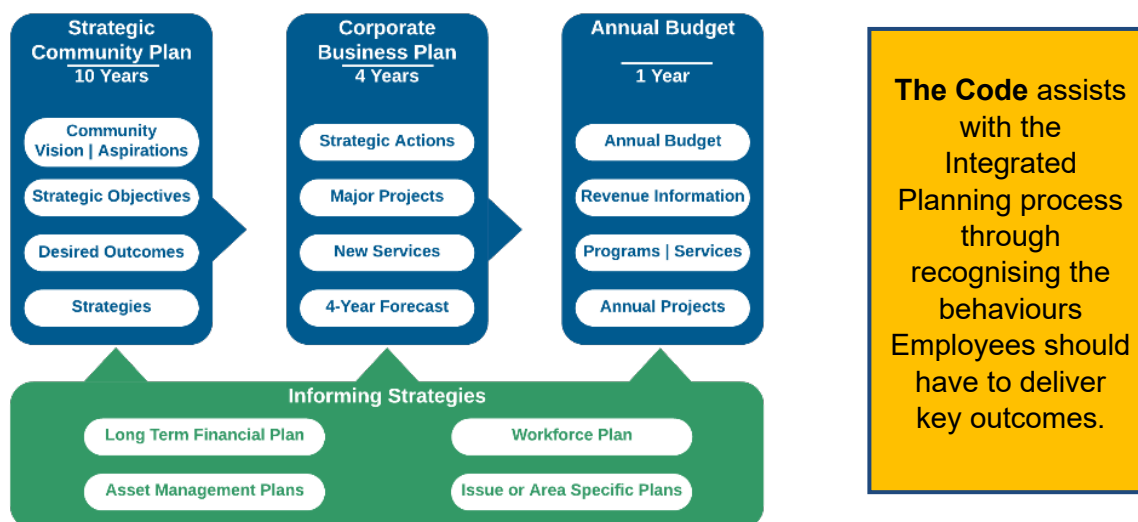 Strategic
Community Plan
10 Years
Community
Vision | Aspirations
Strategic Objectives
Desired Outcomes
Strategies
Corporate
Business Plan
4 Years
Strategic Actions
Major Projects
New Services
4-Year Forecast
Annual Budget
1 Year
Annual Budget
Revenue Information
Programs | Services
Annual Projects
Informing Strategies
Long Term Financial Plan
Workforce Plan
Asset Management Plans
Issue or Area Specific Plans
The Code assists
with the
Integrated
Planning process
through
recognising the
behaviours
Employees should
have to deliver
key outcomes.